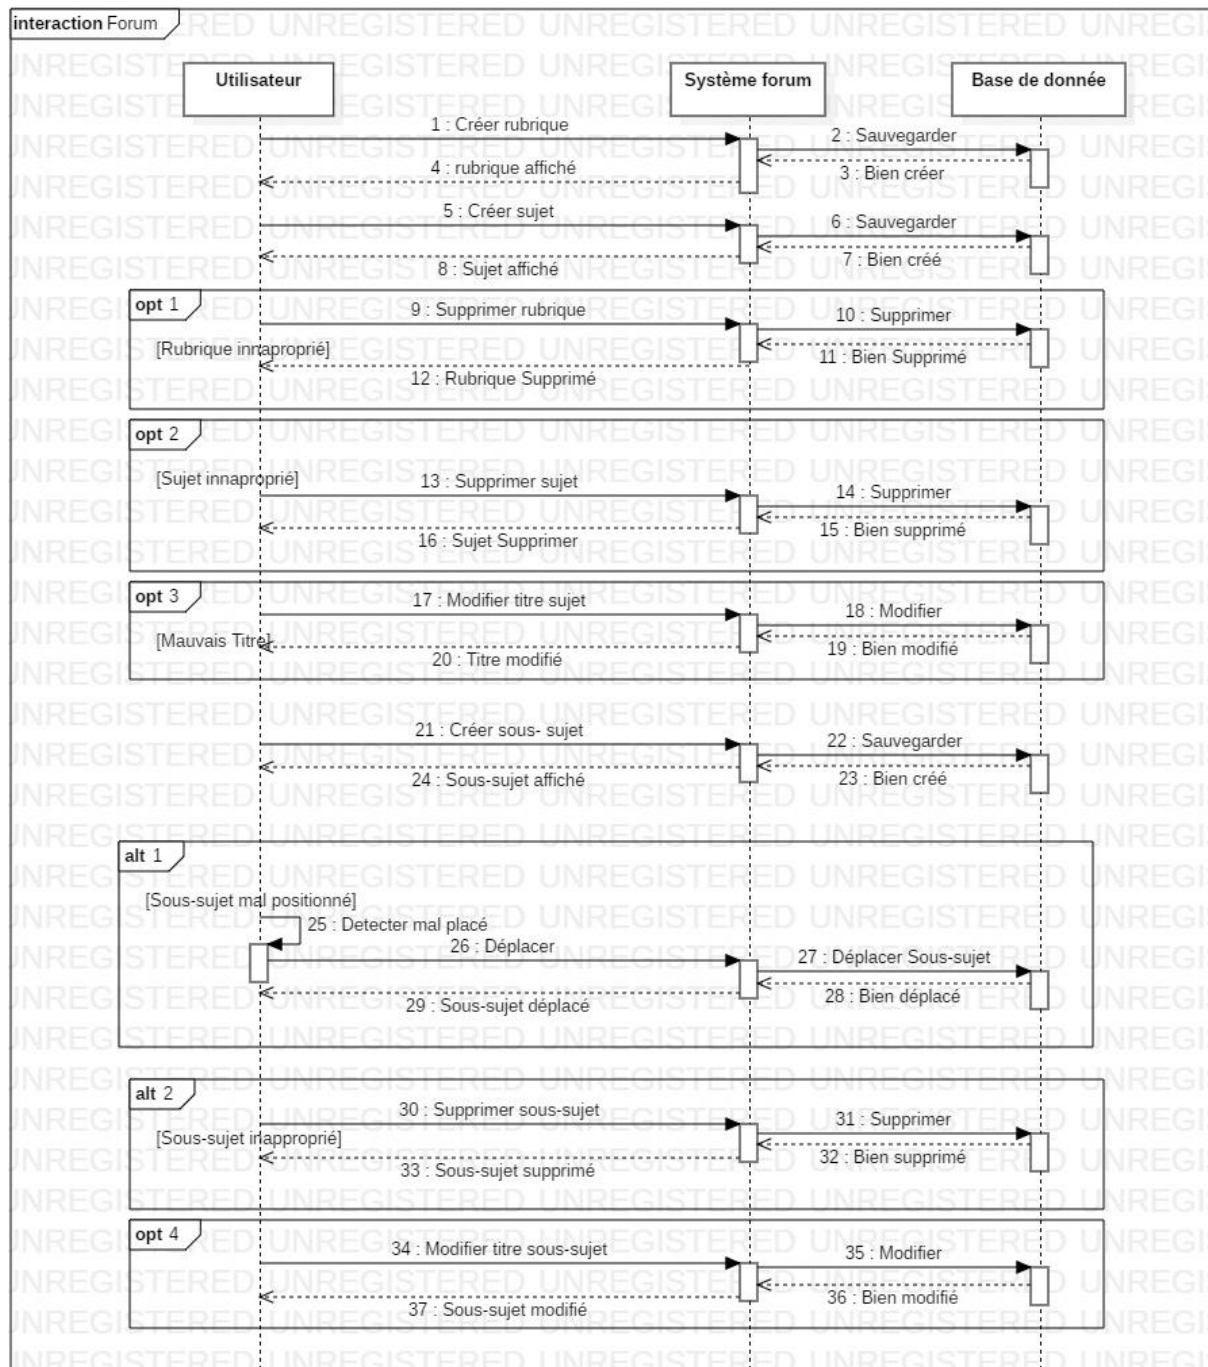 interaction Forum
Utilisateur
Système forum
Base de donnée
1 : Créer rubrique
2 : Sauvegarder
3 : Bien créer
4 : rubrique affiché
5 : Créer sujet
6 : Sauvegarder
7 : Bien créé
8 : Sujet affiché
opt 1
9 : Supprimer rubrique
10 : Supprimer
[Rubrique innaproprié]
11 : Bien Supprimé
12 : Rubrique Supprimé
opt 2
[Sujet innaproprié]
13 : Supprimer sujet
14 : Supprimer
15 : Bien supprimé
16 : Sujet Supprimer
opt 3
17 : Modifier titre sujet
18 : Modifier
[Mauvais Titre]
19 : Bien modifié
20 : Titre modifié
21 : Créer sous- sujet
22 : Sauvegarder
23 : Bien créé
24 : Sous-sujet affiché
alt 1
[Sous-sujet mal positionné]
25 : Detecter mal placé
26 : Déplacer
27 : Déplacer Sous-sujet
28 : Bien déplacé
29 : Sous-sujet déplacé
alt 2
30 : Supprimer sous-sujet
31 : Supprimer
[Sous-sujet inapproprié]
32 : Bien supprimé
33 : Sous-sujet supprimé
opt 4
34 : Modifier titre sous-sujet
35 : Modifier
36 : Bien modifié
37 : Sous-sujet modifié
UNREGISTERED